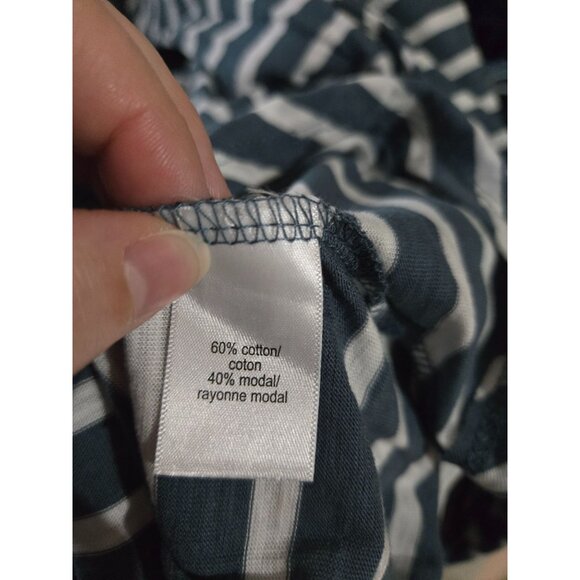 60% cotton/
coton
40% modal/
rayonne modal